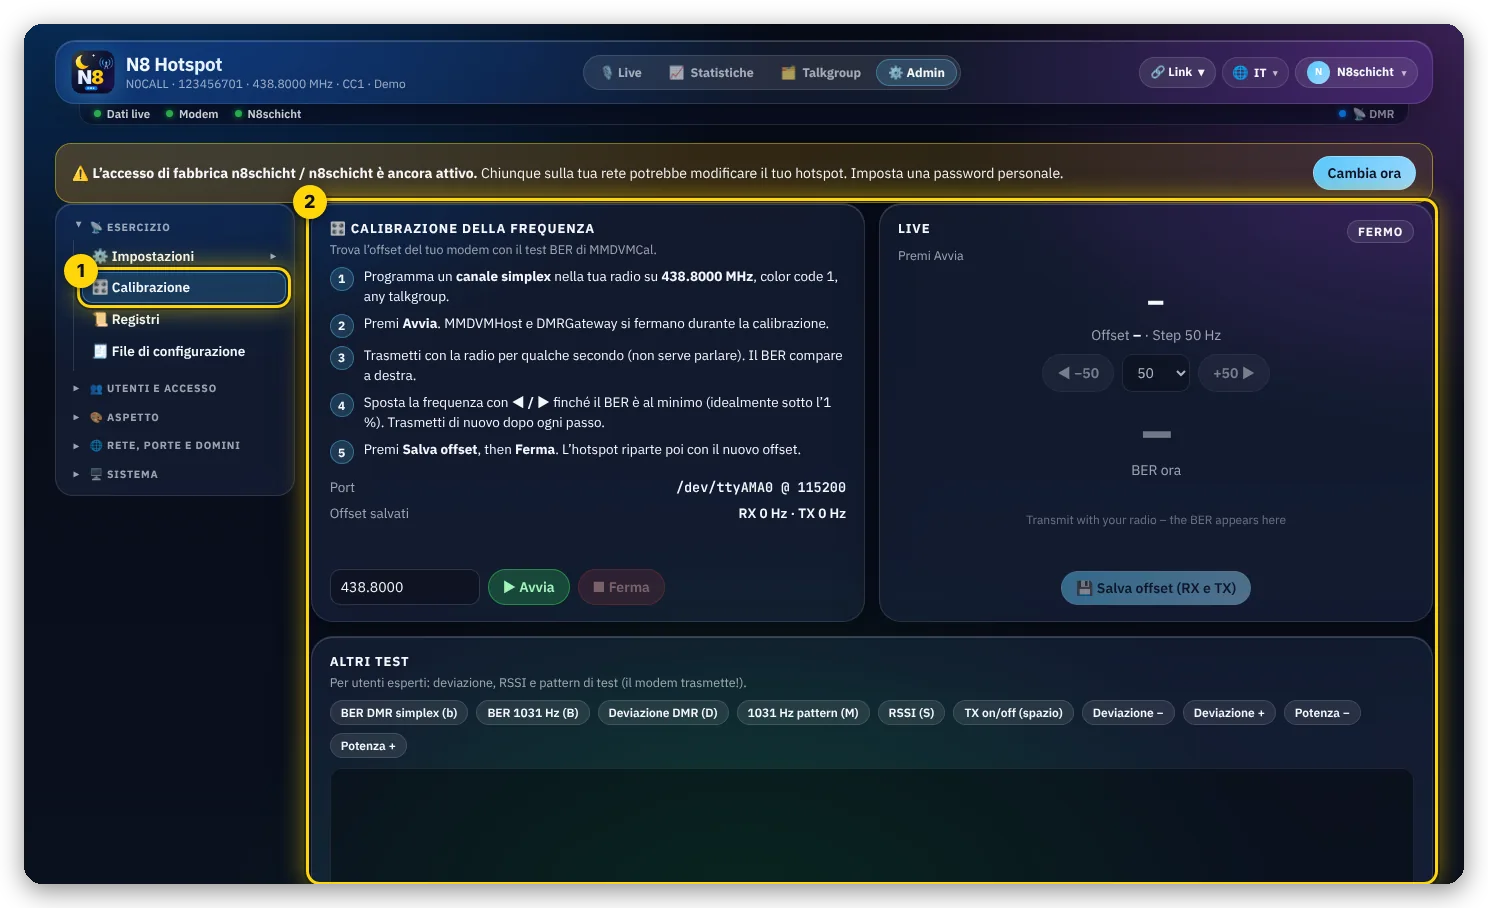 N8 Hotspot
N0CALL · 123456701 · 438.8000 MHz · CC1 · Demo
Live
Statistiche
Talkgroup
Admin
Link ▼
IT ▾
N
N8schicht ▾
Dati live
Modem
N8schicht
DMR
L’accesso di fabbrica n8schicht / n8schicht è ancora attivo. Chiunque sulla tua rete potrebbe modificare il tuo hotspot. Imposta una password personale.
Cambia ora
1
2
ESERCIZIO
Impostazioni
Calibrazione
Registri
File di configurazione
UTENTI E ACCESSO
ASPETTO
RETE, PORTE E DOMINI
SISTEMA
CALIBRAZIONE DELLA FREQUENZA
Trova l’offset del tuo modem con il test BER di MMDVMCal.
1 Programma un canale simplex nella tua radio su 438.8000 MHz, color code 1,
any talkgroup.
2 Premi Avvia. MMDVMHost e DMRGateway si fermano durante la calibrazione.
3 Trasmetti con la radio per qualche secondo (non serve parlare). Il BER compare
a destra.
4 Sposta la frequenza con ◀ / ▶ finché il BER è al minimo (idealmente sotto l’1
%). Trasmetti di nuovo dopo ogni passo.
5 Premi Salva offset, then Ferma. L’hotspot riparte poi con il nuovo offset.
Port /dev/ttyAMA0 @ 115200
Offset salvati RX 0 Hz · TX 0 Hz
438.8000
▶ Avvia
■ Ferma
LIVE
FERMO
Premi Avvia
–
Offset – · Step 50 Hz
◀ −50
50
+50 ▶
—
BER ora
Transmit with your radio – the BER appears here
Salva offset (RX e TX)
ALTRI TEST
Per utenti esperti: deviazione, RSSI e pattern di test (il modem trasmette!).
BER DMR simplex (b)
BER 1031 Hz (B)
Deviazione DMR (D)
1031 Hz pattern (M)
RSSI (S)
TX on/off (spazio)
Deviazione −
Deviazione +
Potenza −
Potenza +